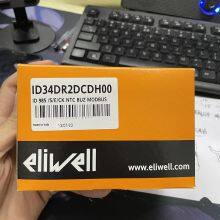 ID34DR2DCDH00
ID 985 /S/E/CK NTC BUZ MODBUS
eliwell
www.eliwell.com